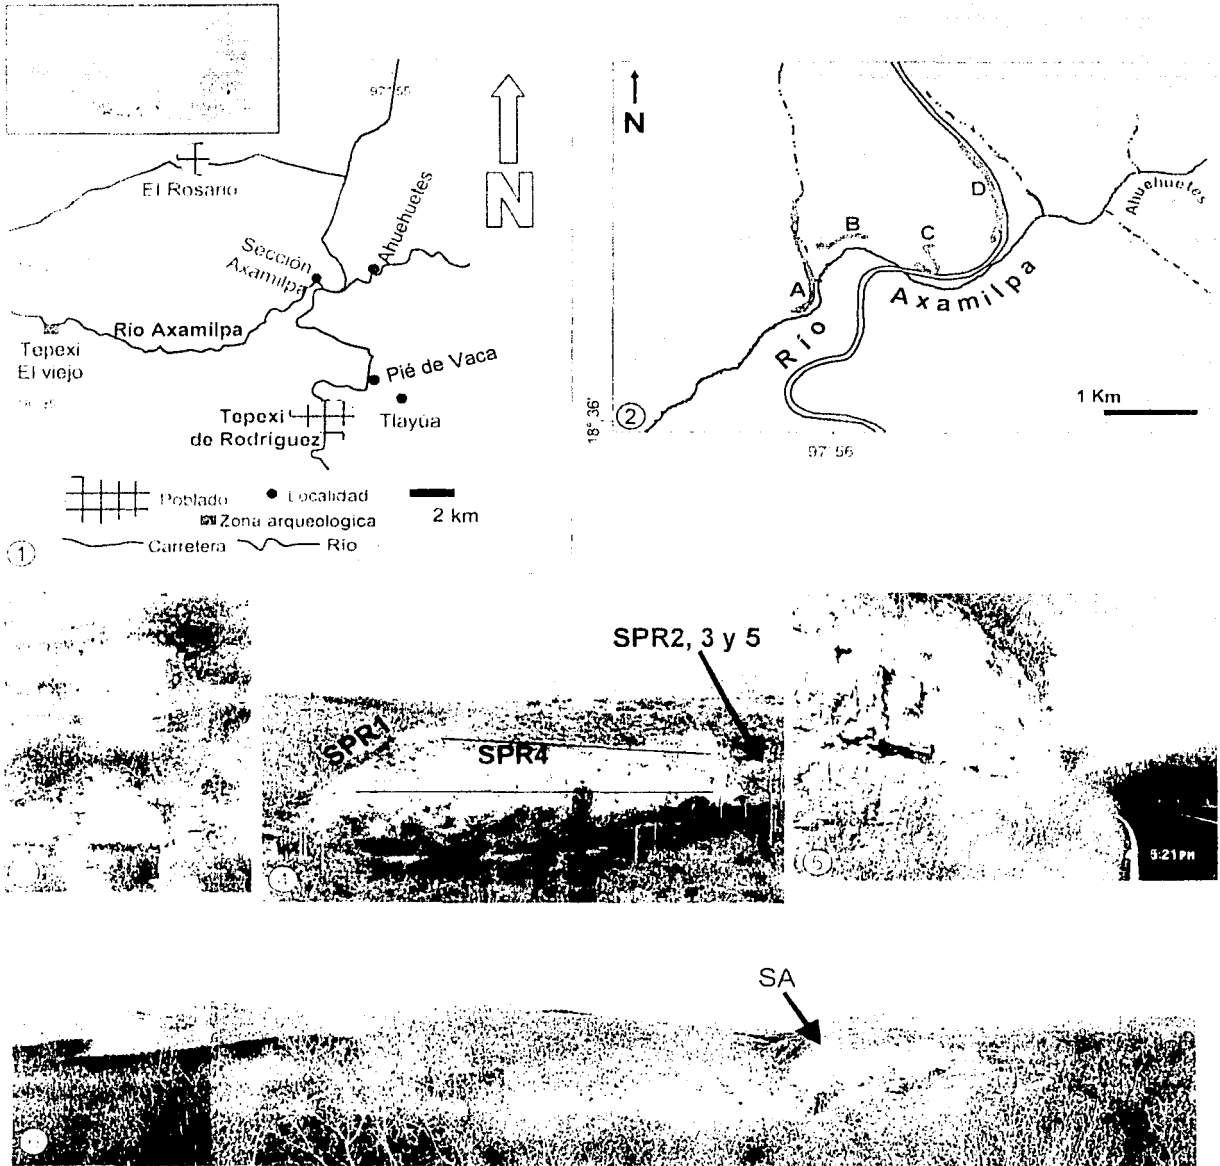 97°55
N
El Rosario
Sección
Axamilpa
Ahuehuetes
Río Axamilpa
Tepexi
El viejo
Pié de Vaca
Tlayúa
Tepexi
de Rodríguez
Poblado
Localidad
2 km
Zona arqueologica
Carretera
Río
1
N
A
B
C
D
Río Axamilpa
Ahuehuetes
1 Km
18° 36'
97°56
2
SPR2, 3 y 5
SPR1
SPR4
4
5
5:21PM
SA